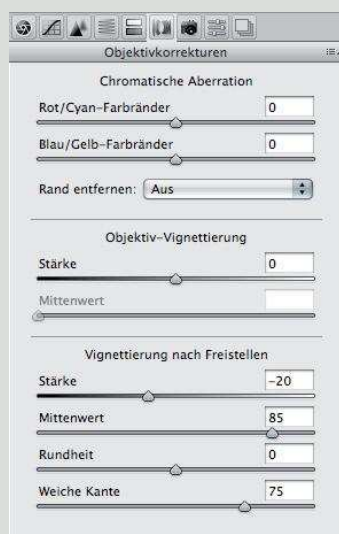 Objektivkorrekturen
Chromatische Aberration
Rot/Cyan-Farbränder 0
Blau/Gelb-Farbränder 0
Rand entfernen: Aus
Objektiv-Vignettierung
Stärke 0
Mittenwert
Vignettierung nach Freistellen
Stärke -20
Mittenwert 85
Rundheit 0
Weiche Kante 75